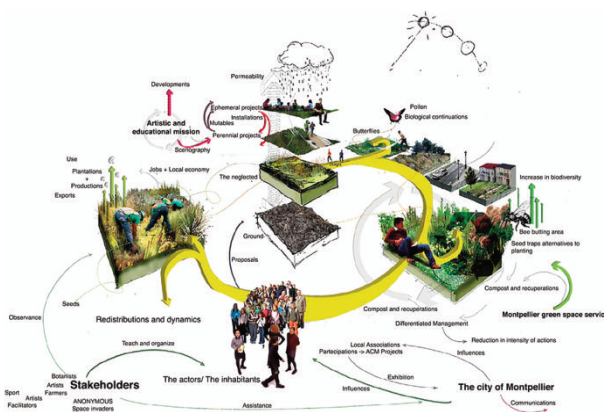 Permeability
Developments
Ephemeral projects
Installations
Mutables
Perennial projects
Artistic and
educational mission
Scenography
Pollen
Biological continuations
Butterflies
Use
Plantations
+
Productions
Exports
Jobs + Local economy
The neglected
Increase in biodiversity
Bee butting area
Seed traps alternatives to
planting
Ground
Proposals
Compost and recuperations
Montpellier green space servic
Seeds
Redistributions and dynamics
Compost and recuperations
Differentiated Management
Observance
Teach and organize
Local Associations
Partecipations -> ACM Projects
Reduction in intensity of actions
Influences
Botanists
Stakeholders
Artists
Farmers
Sport
Artists
Facilitators
ANONYMOUS
Space invaders
The actors/ The inhabitants
Exhibition
Influences
The city of Montpellier
Assistance
Communications